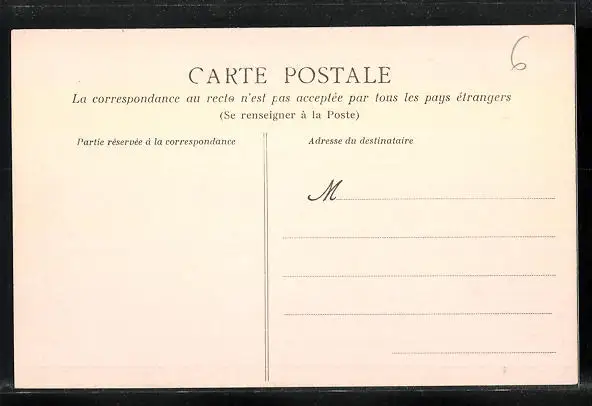 6
CARTE POSTALE
La correspondance au recto n'est pas acceptée par tous les pays étrangers
(Se renseigner à la Poste)
Partie réservée à la correspondance
Adresse du destinataire
M